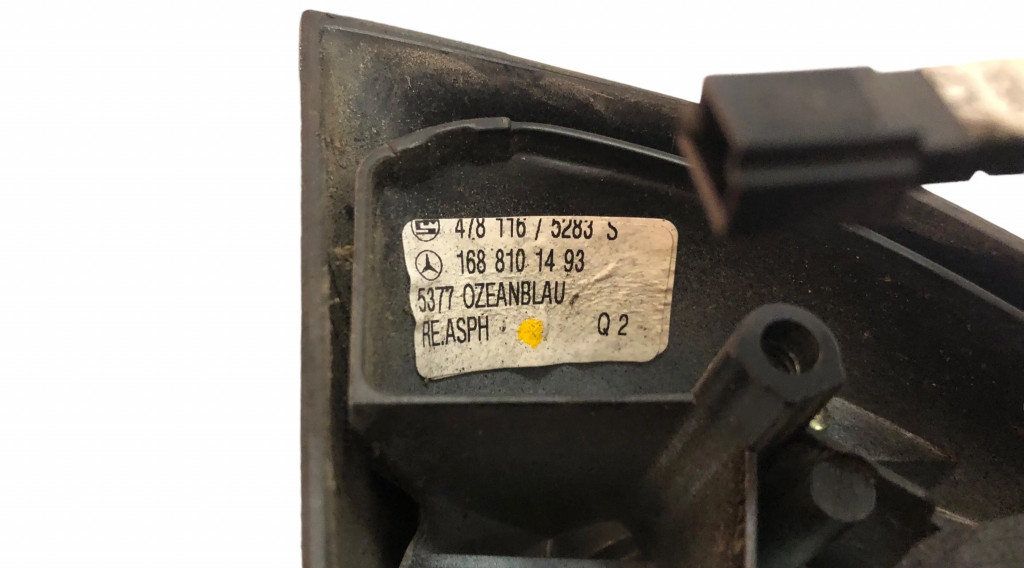 478 116 / 5283 S
168 810 14 93
5377 OZEANBLAU
RE.ASPH Q 2